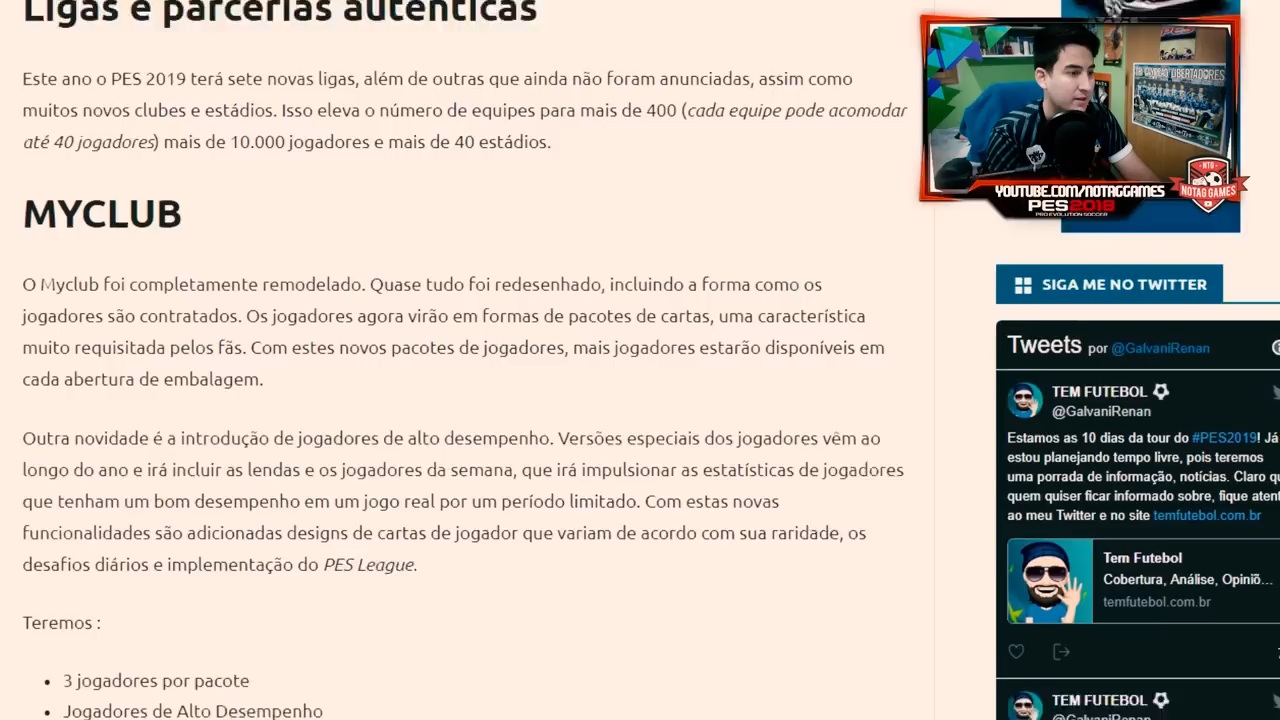 Ligas e parcerias autênticas
Este ano o PES 2019 terá sete novas ligas, além de outras que ainda não foram anunciadas, assim como
muitos novos clubes e estádios. Isso eleva o número de equipes para mais de 400 (cada equipe pode acomodar
até 40 jogadores) mais de 10.000 jogadores e mais de 40 estádios.
MYCLUB
O Myclub foi completamente remodelado. Quase tudo foi redesenhado, incluindo a forma como os
jogadores são contratados. Os jogadores agora virão em formas de pacotes de cartas, uma característica
muito requisitada pelos fãs. Com estes novos pacotes de jogadores, mais jogadores estarão disponíveis em
cada abertura de embalagem.
Outra novidade é a introdução de jogadores de alto desempenho. Versões especiais dos jogadores vêm ao
longo do ano e irá incluir as lendas e os jogadores da semana, que irá impulsionar as estatísticas de jogadores
que tenham um bom desempenho em um jogo real por um período limitado. Com estas novas
funcionalidades são adicionadas designs de cartas de jogador que variam de acordo com sua raridade, os
desafios diários e implementação do PES League.
Teremos :
• 3 jogadores por pacote
• Jogadores de Alto Desempenho
LIBERTADORES
YOUTUBE.COM/NOTAGGAMES
PES2018
PRO EVOLUTION SOCCER
NTG
NOTAG GAMES
SIGA ME NO TWITTER
Tweets por @GalvaniRenan
TEM FUTEBOL ⚽
@GalvaniRenan
Estamos as 10 dias da tour do #PES2019! Já
estou planejando tempo livre, pois teremos
uma porrada de informação, notícias. Claro qu
quem quiser ficar informado sobre, fique atent
ao meu Twitter e no site temfutebol.com.br
Tem Futebol
Cobertura, Análise, Opiniõ...
temfutebol.com.br
TEM FUTEBOL ⚽
@GalvaniRenan